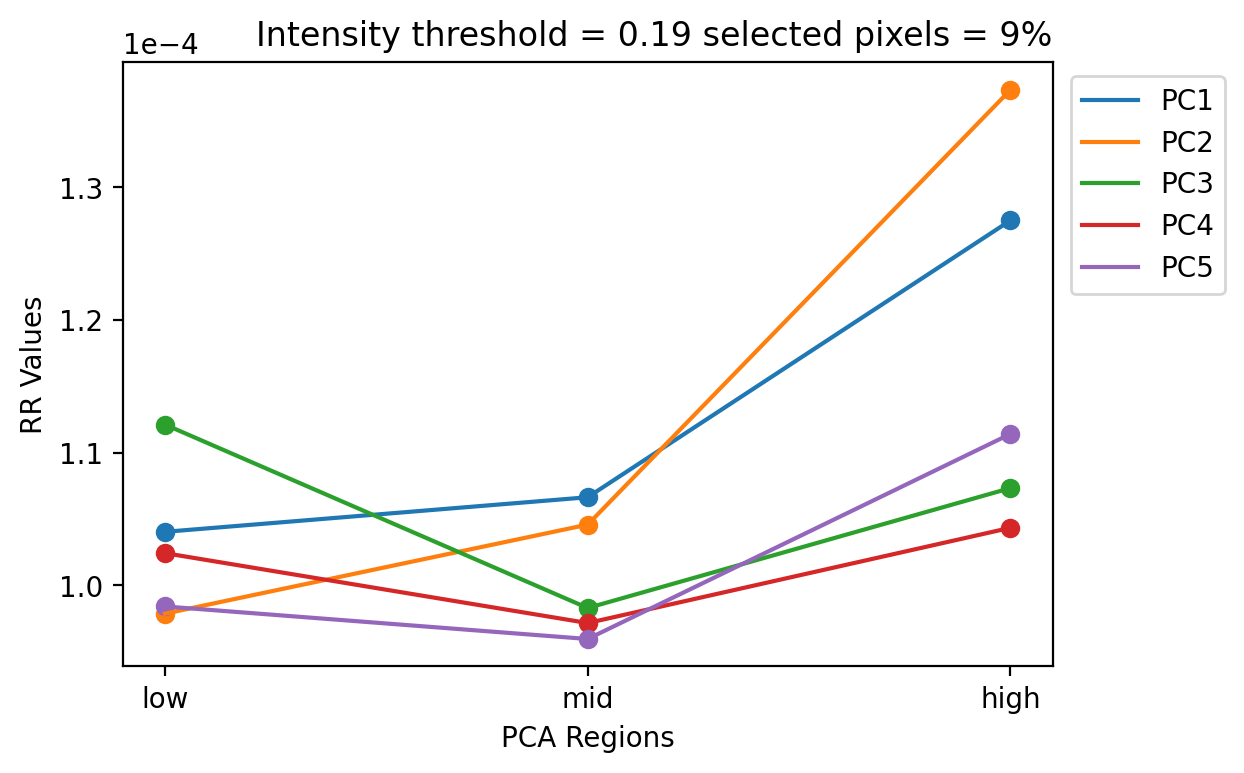 Intensity threshold = 0.19 selected pixels = 9%
1e−4
1.3
1.2
1.1
1.0
RR Values
low
mid
high
PCA Regions
PC1
PC2
PC3
PC4
PC5